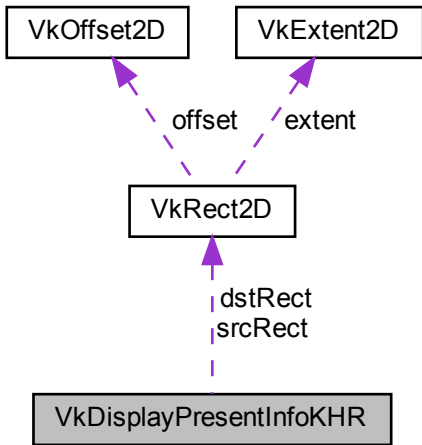 VkOffset2D
VkExtent2D
offset
extent
VkRect2D
dstRect
srcRect
VkDisplayPresentInfoKHR